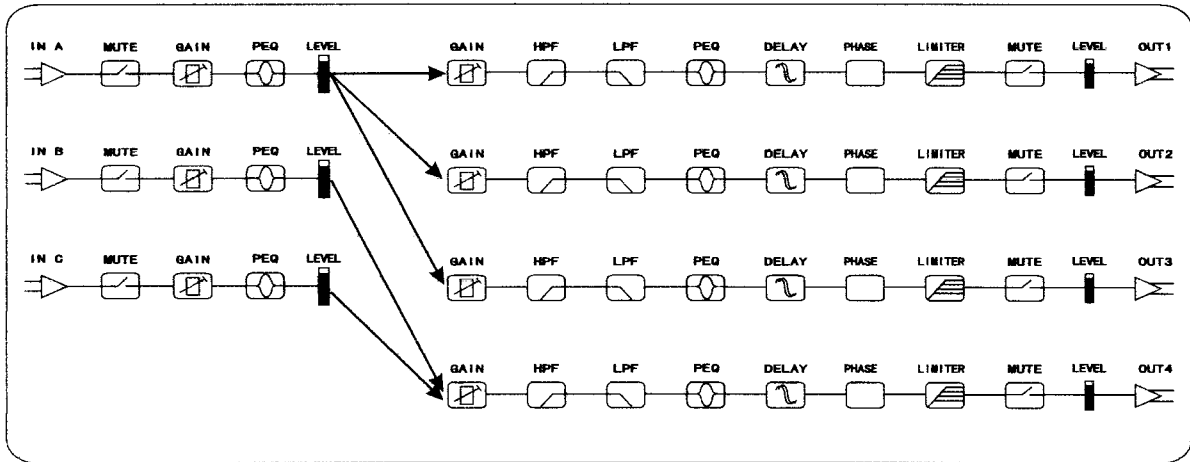 IN A MUTE GAIN PEQ LEVEL GAIN HPF LPF PEQ DELAY PHASE LIMITER MUTE LEVEL OUT1
IN B MUTE GAIN PEQ LEVEL GAIN HPF LPF PEQ DELAY PHASE LIMITER MUTE LEVEL OUT2
IN C MUTE GAIN PEQ LEVEL GAIN HPF LPF PEQ DELAY PHASE LIMITER MUTE LEVEL OUT3
GAIN HPF LPF PEQ DELAY PHASE LIMITER MUTE LEVEL OUT4